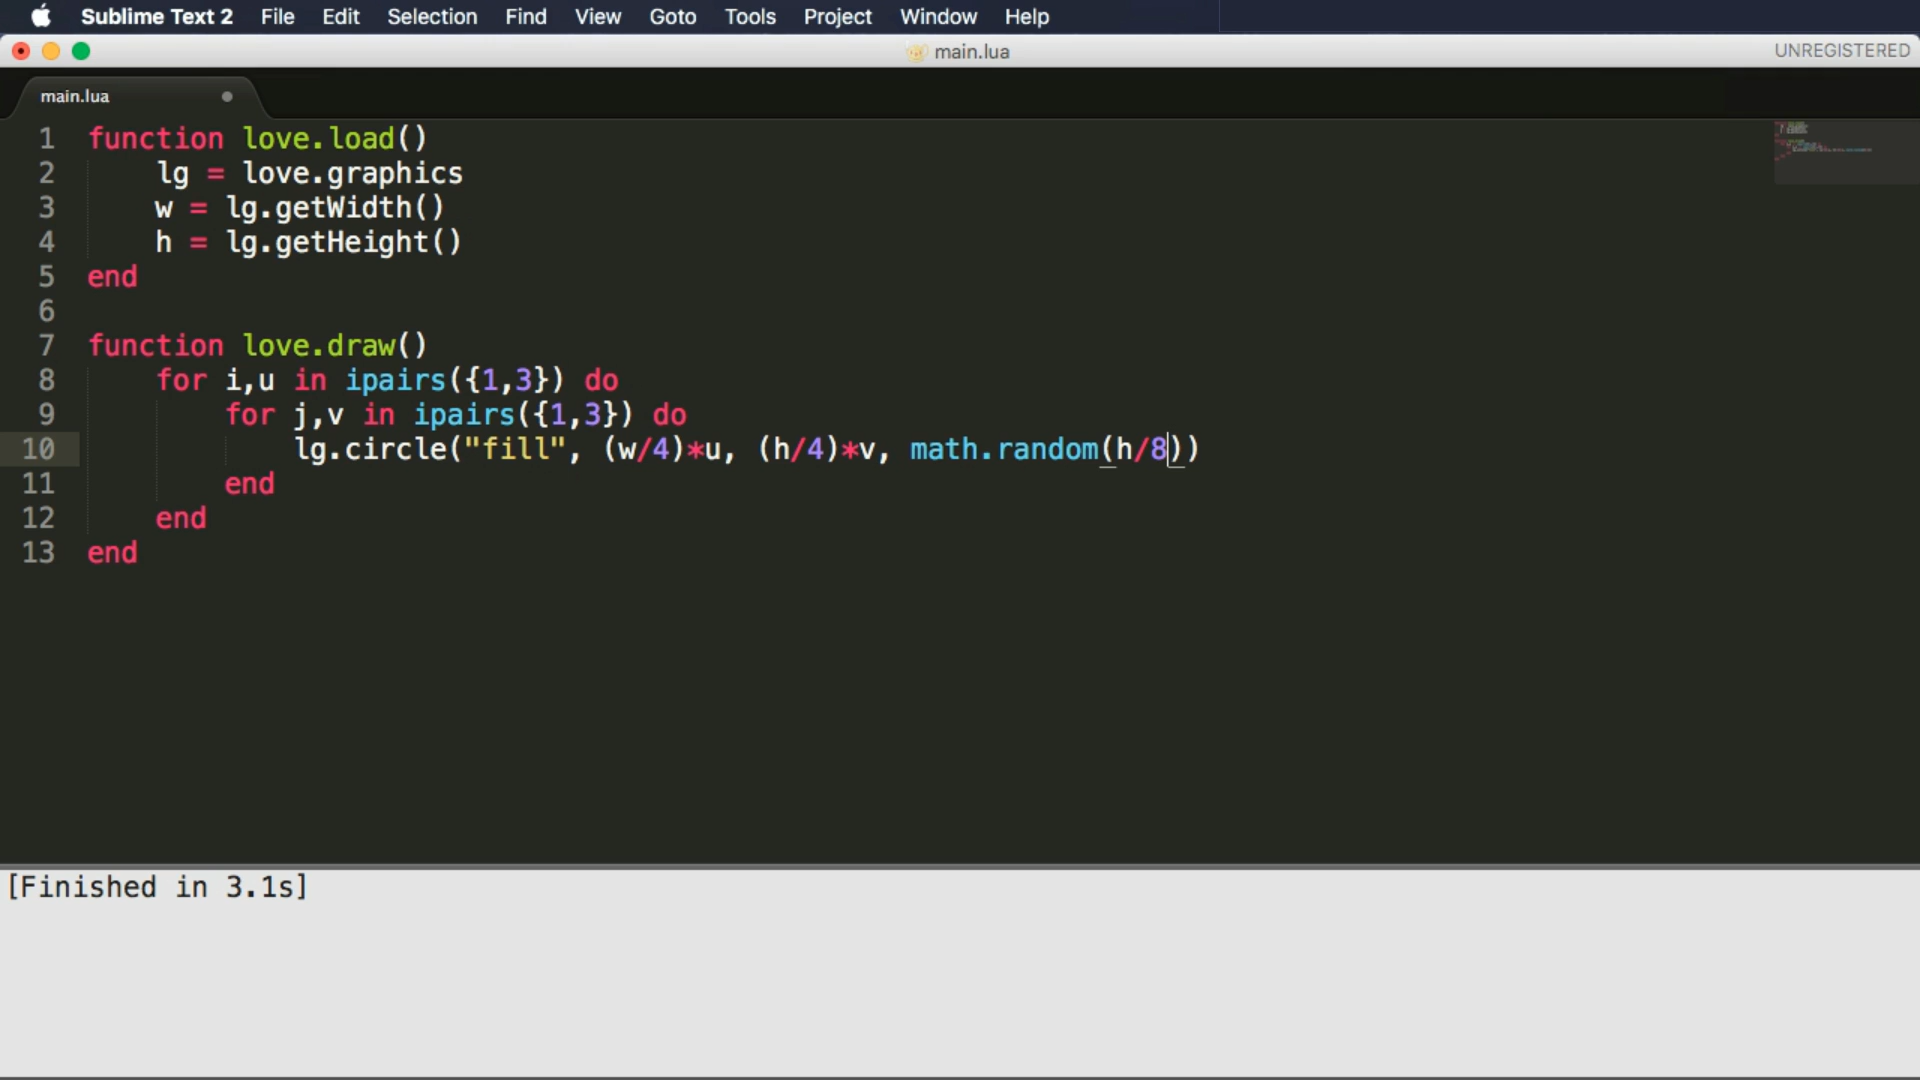 Sublime Text 2 File Edit Selection Find View Goto Tools Project Window Help
main.lua UNREGISTERED
main.lua
1 function love.load()
2 lg = love.graphics
3 w = lg.getWidth()
4 h = lg.getHeight()
5 end
6
7 function love.draw()
8 for i,u in ipairs({1,3}) do
9 for j,v in ipairs({1,3}) do
10 lg.circle("fill", (w/4)*u, (h/4)*v, math.random(h/8))
11 end
12 end
13 end
[Finished in 3.1s]